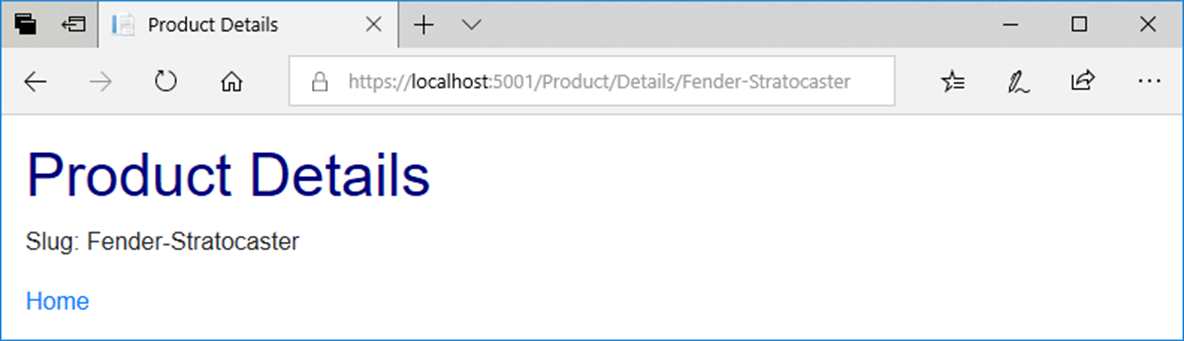 Product Details
https://localhost:5001/Product/Details/Fender-Stratocaster
Product Details
Slug: Fender-Stratocaster
Home